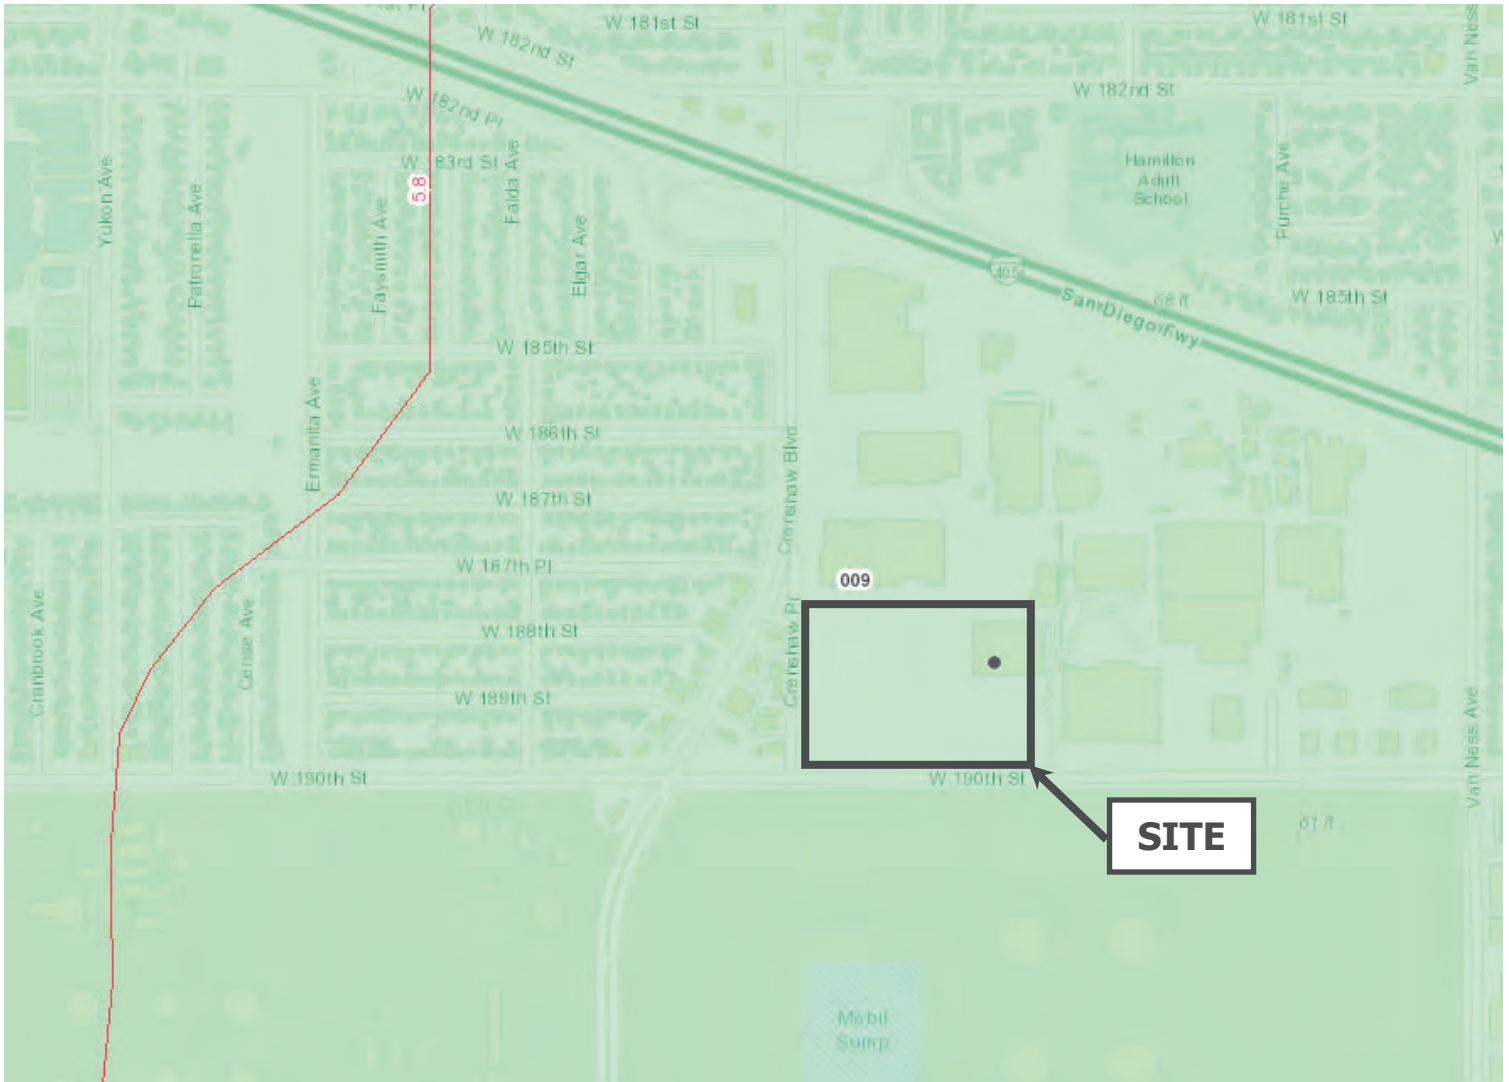 W 181st St
W 181st St
Van Ness
W 182nd St
W 182nd St
W 182nd Pl
W 83rd St
Hamilton
Adult
School
5.8
Yukon Ave
Patronella Ave
Faysmith Ave
Falda Ave
Elgar Ave
Purche Ave
405
San Diego Fwy
68 ft
W 185th St
W 185th St
Ermanita Ave
W 186th St
Crenshaw Blvd
W 187th St
W 187th Pl
009
Cranbrook Ave
Cerise Ave
W 188th St
Crenshaw Pl
W 189th St
Van Ness Ave
W 190th St
W 190th St
SITE
61 ft
Mobil
Sump